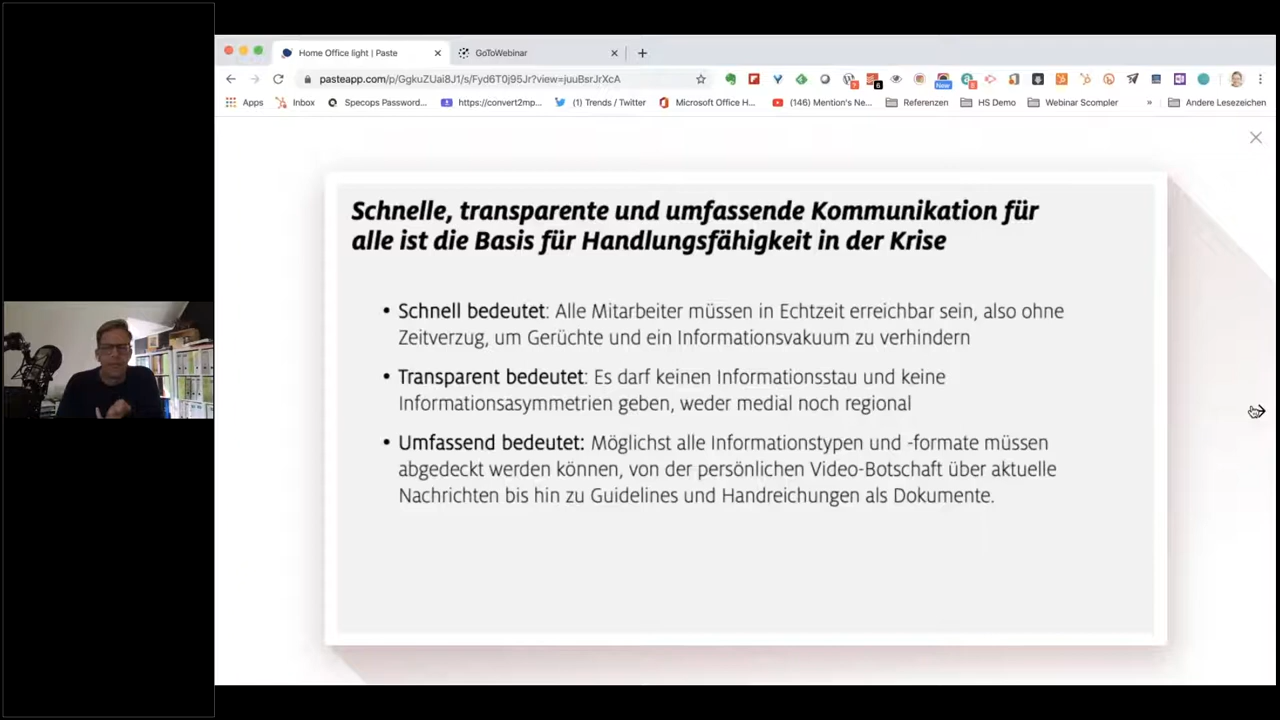 Home Office light | Paste
GoToWebinar
pasteapp.com/p/GgkuZUai8J1/s/Fyd6T0j95Jr?view=juuBsrJrXcA
Apps
Inbox
Specops Password...
https://convert2mp...
(1) Trends / Twitter
Microsoft Office H...
(146) Mention's Ne...
Referenzen
HS Demo
Webinar Scompler
»
Andere Lesezeichen
New
Schnelle, transparente und umfassende Kommunikation für
alle ist die Basis für Handlungsfähigkeit in der Krise
• Schnell bedeutet: Alle Mitarbeiter müssen in Echtzeit erreichbar sein, also ohne
Zeitverzug, um Gerüchte und ein Informationsvakuum zu verhindern
• Transparent bedeutet: Es darf keinen Informationsstau und keine
Informationsasymmetrien geben, weder medial noch regional
• Umfassend bedeutet: Möglichst alle Informationstypen und -formate müssen
abgedeckt werden können, von der persönlichen Video-Botschaft über aktuelle
Nachrichten bis hin zu Guidelines und Handreichungen als Dokumente.